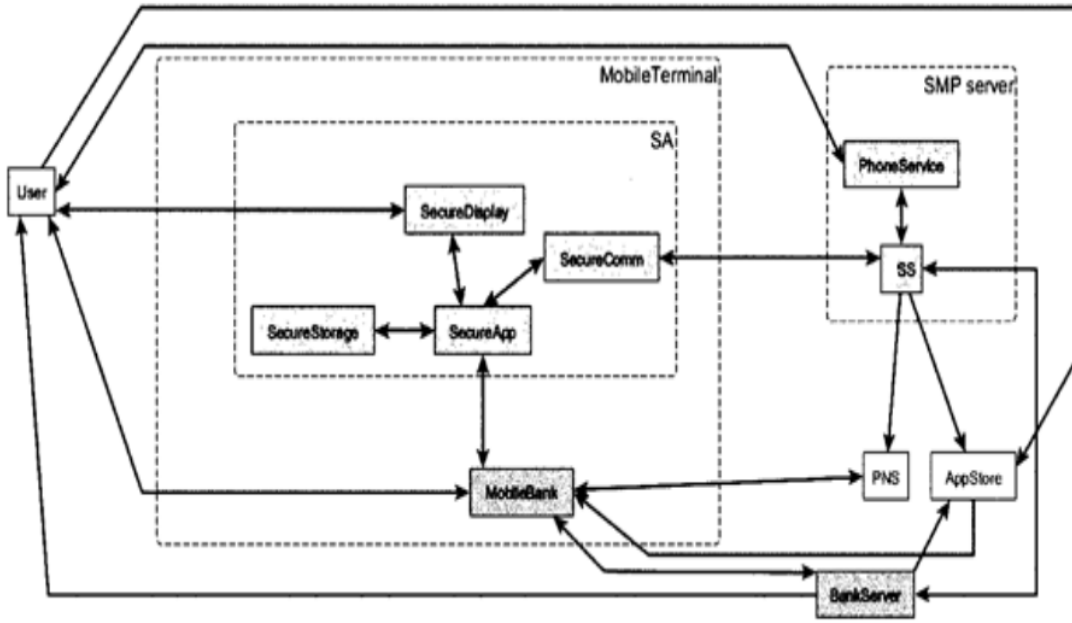 MobileTerminal
SMP server
SA
PhoneService
User
SecureDisplay
SecureComm
SS
SecureStorage
SecureApp
MobileBank
PNS
AppStore
BankServer